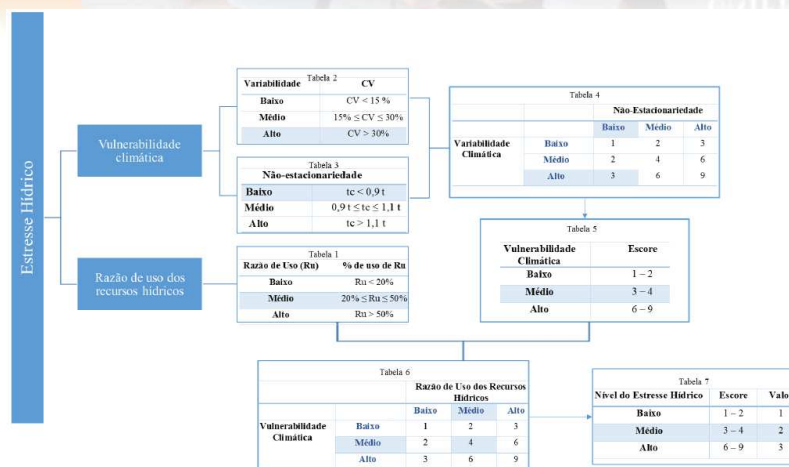 Estresse Hídrico
Vulnerabilidade
climática
Razão de uso dos
recursos hídricos
Tabela 2
Variabilidade CV
Baixo CV < 15 %
Médio 15% ≤ CV ≤ 30%
Alto CV > 30%
Tabela 3
Não-estacionariedade
Baixo tc < 0,9 t
Médio 0,9 t ≤ tc ≤ 1,1 t
Alto tc > 1,1 t
Tabela 1
Razão de Uso (Ru) % de uso de Ru
Baixo Ru < 20%
Médio 20% ≤ Ru ≤ 50%
Alto Ru > 50%
Tabela 4
Não-Estacionariedade
Baixo Médio Alto
Variabilidade Baixo 1 2 3
Climática
Médio 2 4 6
Alto 3 6 9
Tabela 5
Vulnerabilidade Escore
Climática
Baixo 1 – 2
Médio 3 – 4
Alto 6 – 9
Tabela 6
Razão de Uso dos Recursos
Hídricos
Baixo Médio Alto
Vulnerabilidade Baixo 1 2 3
Climática
Médio 2 4 6
Alto 3 6 9
Tabela 7
Nível do Estresse Hídrico Escore Valo
Baixo 1 – 2 1
Médio 3 – 4 2
Alto 6 – 9 3